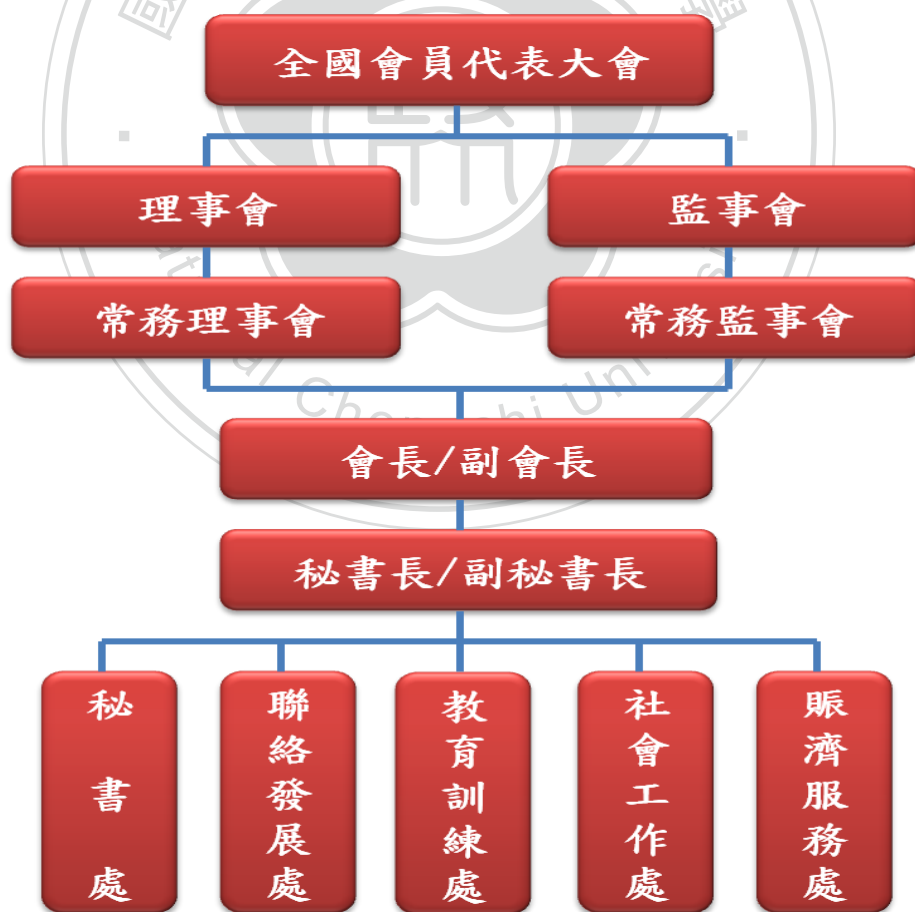 全國會員代表大會
理事會
監事會
常務理事會
常務監事會
會長/副會長
秘書長/副秘書長
秘書處
聯絡發展處
教育訓練處
社會工作處
賑濟服務處